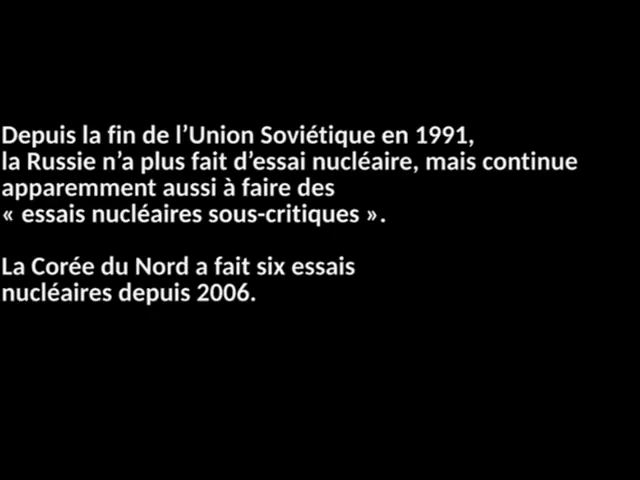 Depuis la fin de l’Union Soviétique en 1991,
la Russie n’a plus fait d’essai nucléaire, mais continue
apparemment aussi à faire des
« essais nucléaires sous-critiques ».
La Corée du Nord a fait six essais
nucléaires depuis 2006.